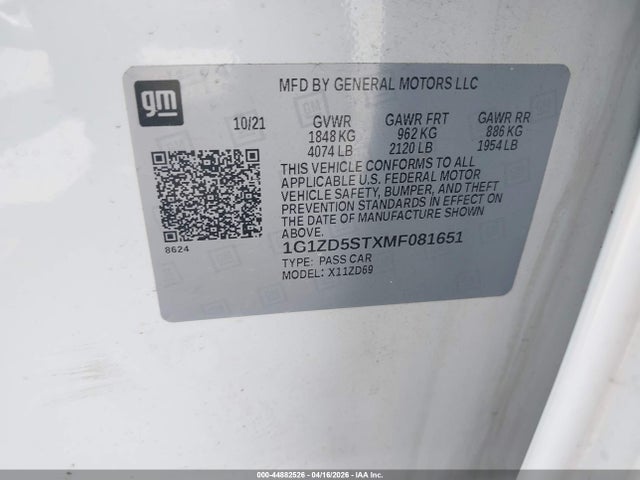 gm
MFD BY GENERAL MOTORS LLC
10/21 GVWR GAWR FRT GAWR RR
1848 KG 962 KG 886 KG
4074 LB 2120 LB 1954 LB
THIS VEHICLE CONFORMS TO ALL
APPLICABLE U.S. FEDERAL MOTOR
VEHICLE SAFETY, BUMPER, AND THEFT
PREVENTION STANDARDS IN EFFECT ON
THE DATE OF MANUFACTURE SHOWN
ABOVE.
8624
1G1ZD5STXMF081651
TYPE: PASS CAR
MODEL: X11ZD69
000-44882526 - 04/16/2026 - IAAI